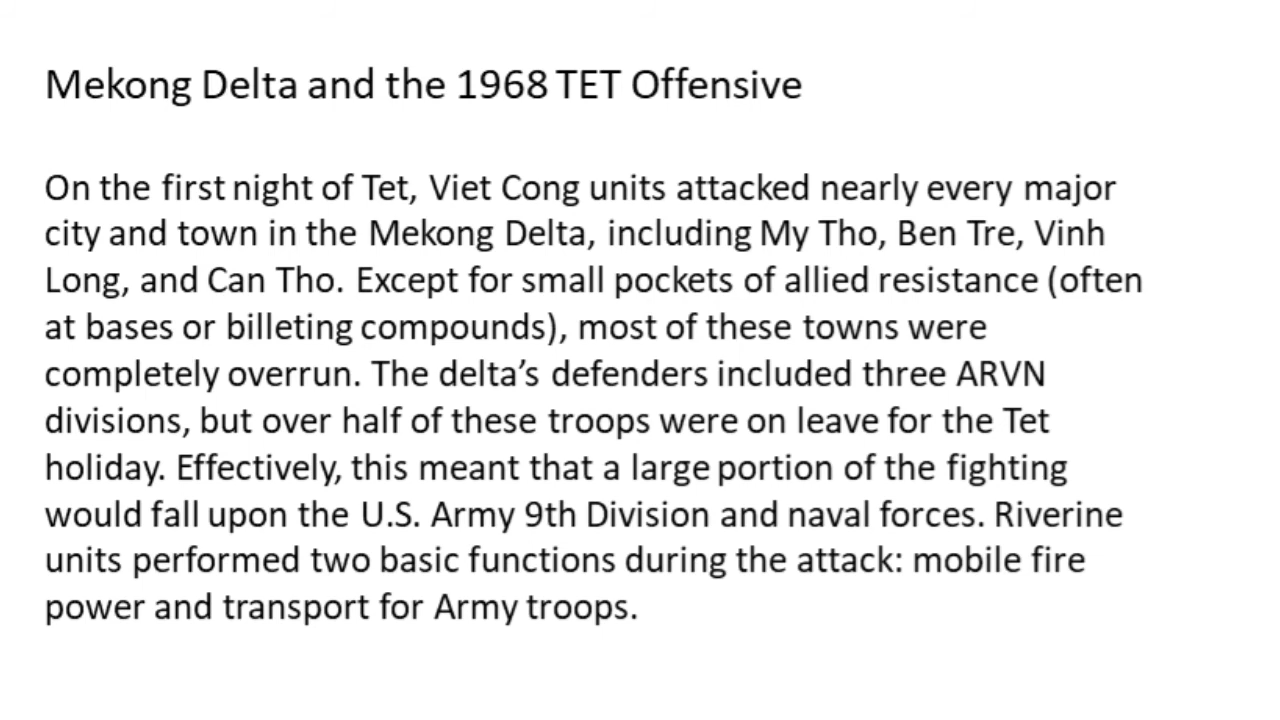 Mekong Delta and the 1968 TET Offensive
On the first night of Tet, Viet Cong units attacked nearly every major
city and town in the Mekong Delta, including My Tho, Ben Tre, Vinh
Long, and Can Tho. Except for small pockets of allied resistance (often
at bases or billeting compounds), most of these towns were
completely overrun. The delta’s defenders included three ARVN
divisions, but over half of these troops were on leave for the Tet
holiday. Effectively, this meant that a large portion of the fighting
would fall upon the U.S. Army 9th Division and naval forces. Riverine
units performed two basic functions during the attack: mobile fire
power and transport for Army troops.